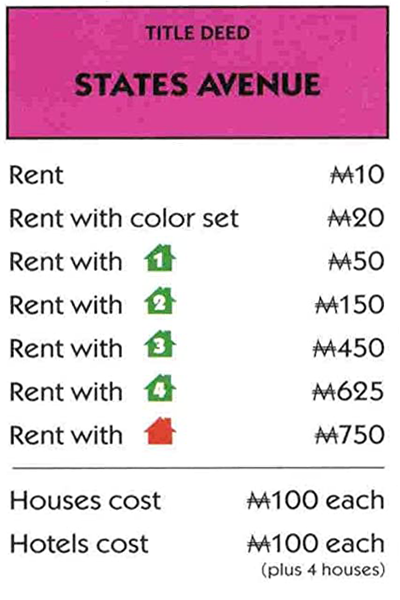 TITLE DEED
STATES AVENUE
Rent ₩10
Rent with color set ₩20
Rent with 1 ₩50
Rent with 2 ₩150
Rent with 3 ₩450
Rent with 4 ₩625
Rent with ₩750
Houses cost ₩100 each
Hotels cost ₩100 each
(plus 4 houses)